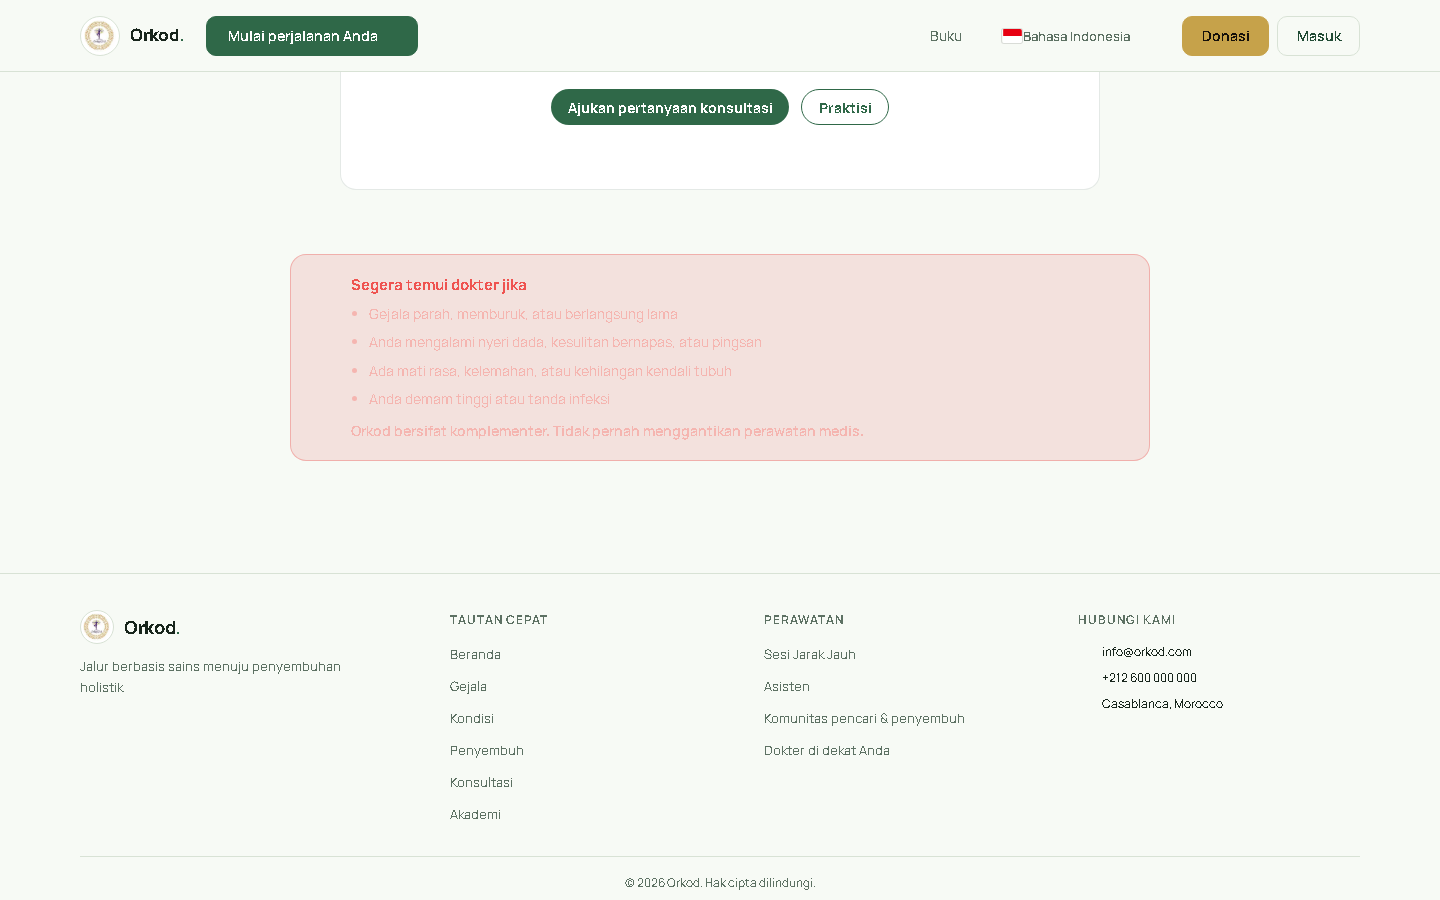 Orkod.
Mulai perjalanan Anda
Buku
Bahasa Indonesia
Donasi
Masuk
Ajukan pertanyaan konsultasi
Praktisi
Segera temui dokter jika
• Gejala parah, memburuk, atau berlangsung lama
• Anda mengalami nyeri dada, kesulitan bernapas, atau pingsan
• Ada mati rasa, kelemahan, atau kehilangan kendali tubuh
• Anda demam tinggi atau tanda infeksi
Orkod bersifat komplementer. Tidak pernah menggantikan perawatan medis.
Orkod.
Jalur berbasis sains menuju penyembuhan
holistik
TAUTAN CEPAT
Beranda
Gejala
Kondisi
Penyembuh
Konsultasi
Akademi
PERAWATAN
Sesi Jarak Jauh
Asisten
Komunitas pencari & penyembuh
Dokter di dekat Anda
HUBUNGI KAMI
info@orkod.com
+212 600 000 000
Casablanca, Morocco
© 2026 Orkod. Hak cipta dilindungi.